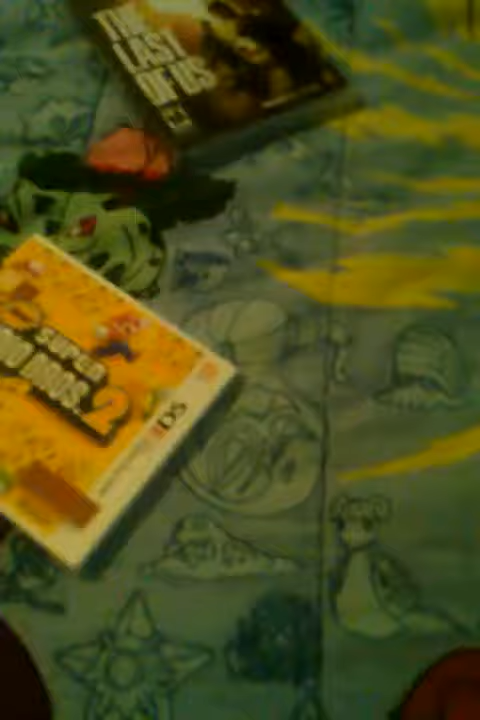 THE
LAST
OF US
SUPER
BROS. 2
3DS